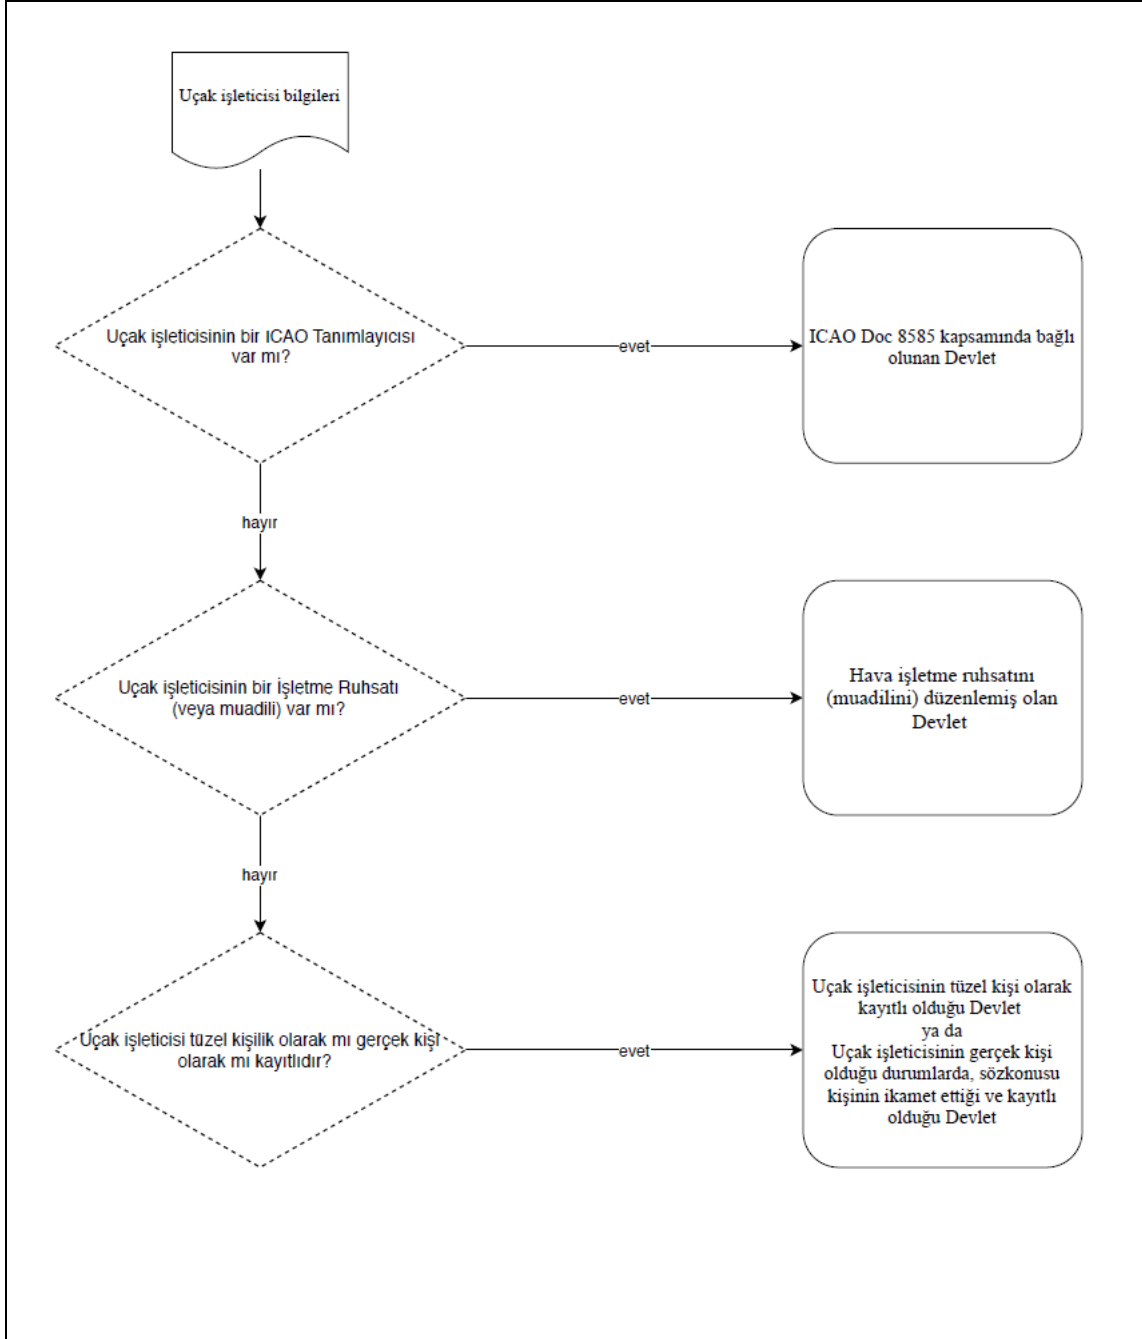 Uçak işleticisi bilgileri
Uçak işleticisinin bir ICAO Tanımlayıcısı
var mı?
evet
ICAO Doc 8585 kapsamında bağlı
olunan Devlet
hayır
Uçak işleticisinin bir İşletme Ruhsatı
(veya muadili) var mı?
evet
Hava işletme ruhsatını
(muadilini) düzenlemiş olan
Devlet
hayır
Uçak işleticisi tüzel kişilik olarak mı gerçek kişi
olarak mı kayıtlıdır?
evet
Uçak işleticisinin tüzel kişi olarak
kayıtlı olduğu Devlet
ya da
Uçak işleticisinin gerçek kişi
olduğu durumlarda, sözkonusu
kişinin ikamet ettiği ve kayıtlı
olduğu Devlet